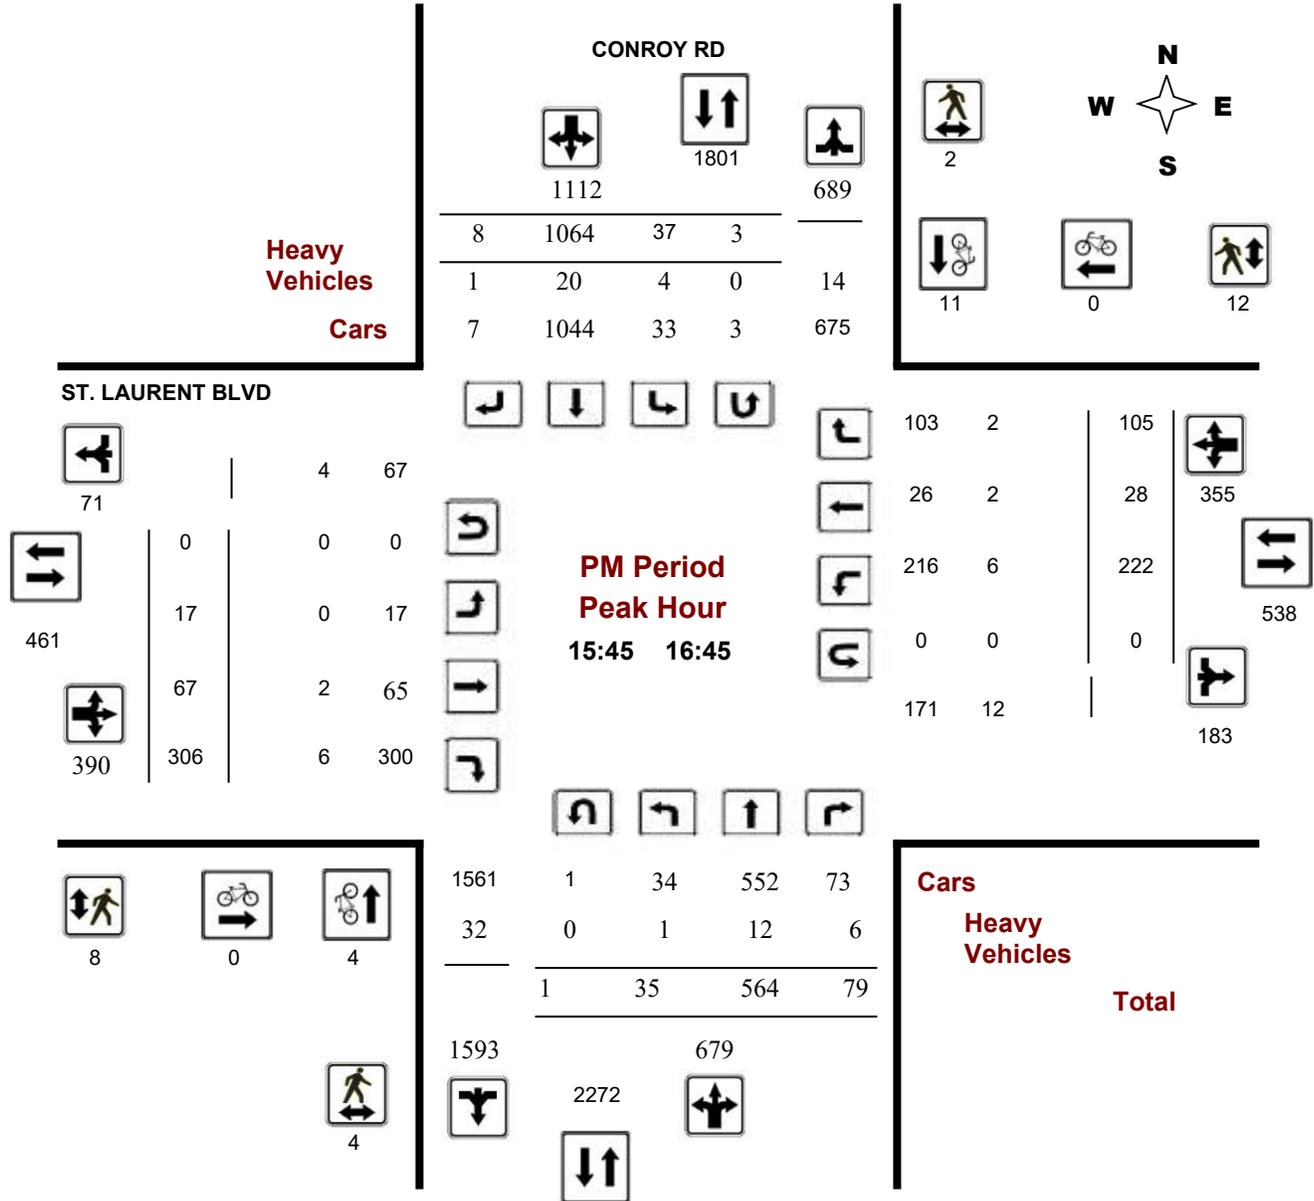 CONROY RD
N
W E
S
1801
2
1112 689
8 1064 37 3
Heavy
Vehicles
1 20 4 0 14
11 0 12
Cars
7 1044 33 3 675
ST. LAURENT BLVD
103 2 105
4 67
71
26 2 28 355
0 0 0
PM Period
216 6 222
Peak Hour
17 0 17
538
461
15:45 16:45
0 0 0
67 2 65
171 12
183
306 6 300
390
1561 1 34 552 73
Cars
32 0 1 12 6
Heavy
Vehicles
8 0 4
1 35 564 79
Total
1593 679
2272
4